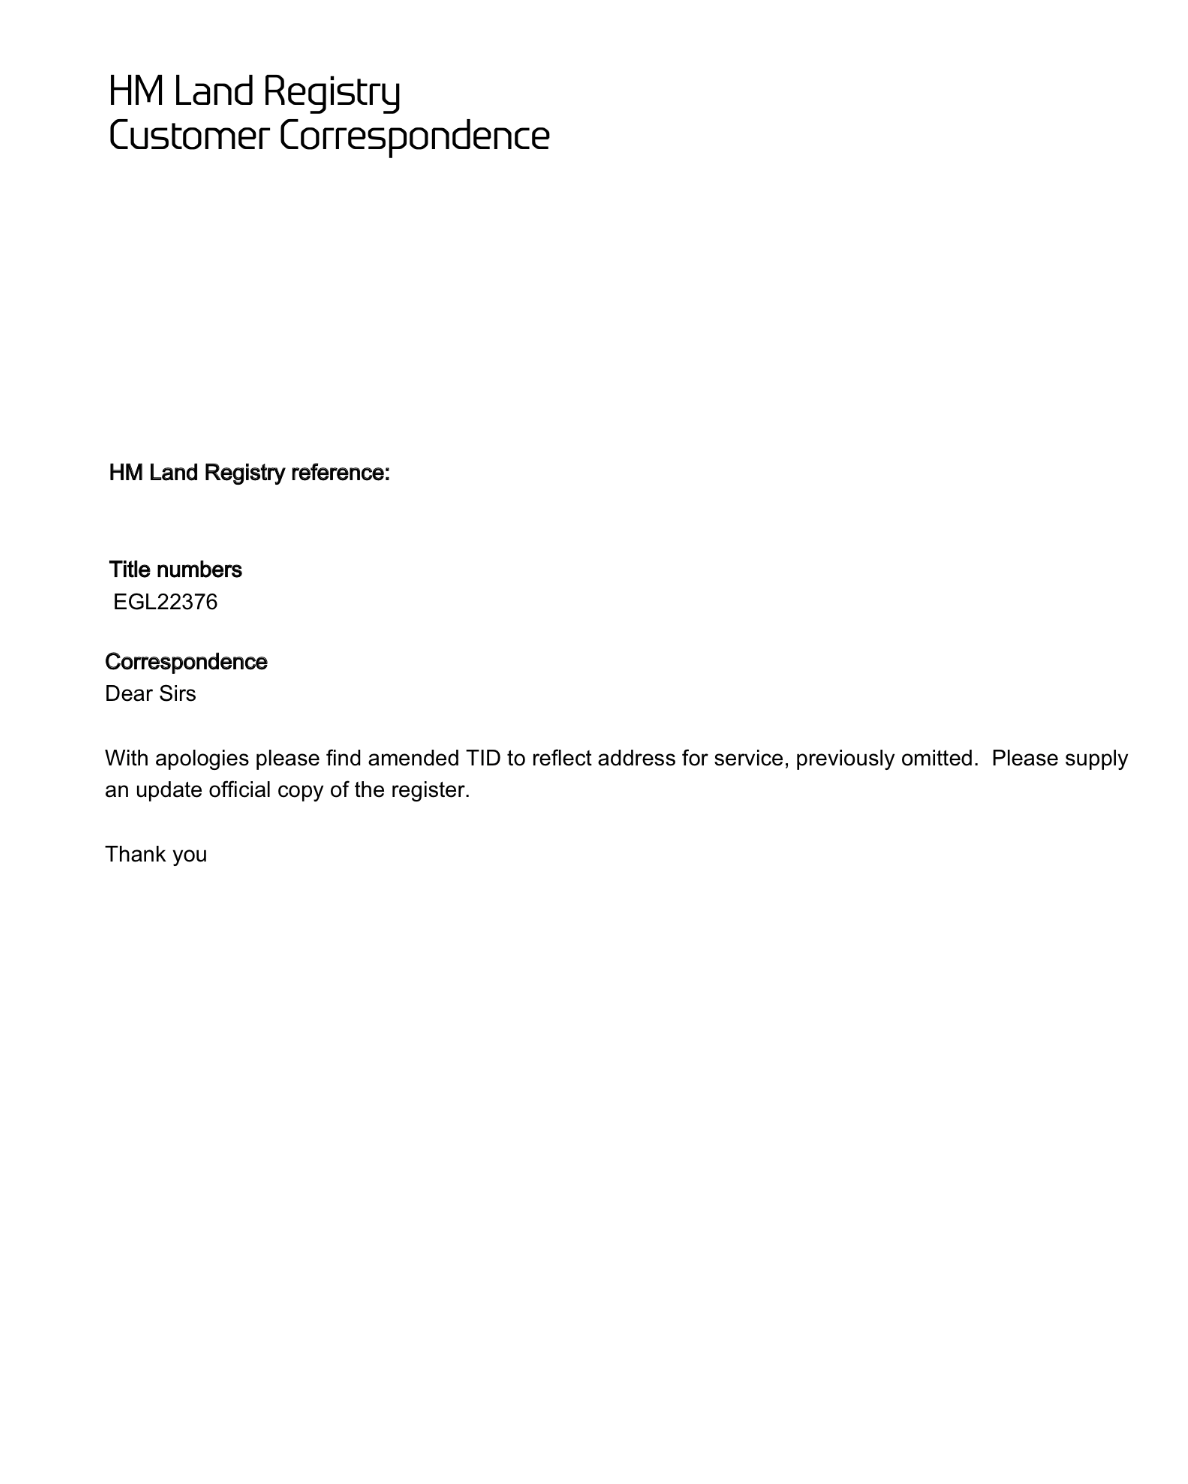 HM Land Registry
Customer Correspondence
HM Land Registry reference:
Title numbers
EGL22376
Correspondence
Dear Sirs
With apologies please find amended TID to reflect address for service, previously omitted.  Please supply
an update official copy of the register.
Thank you